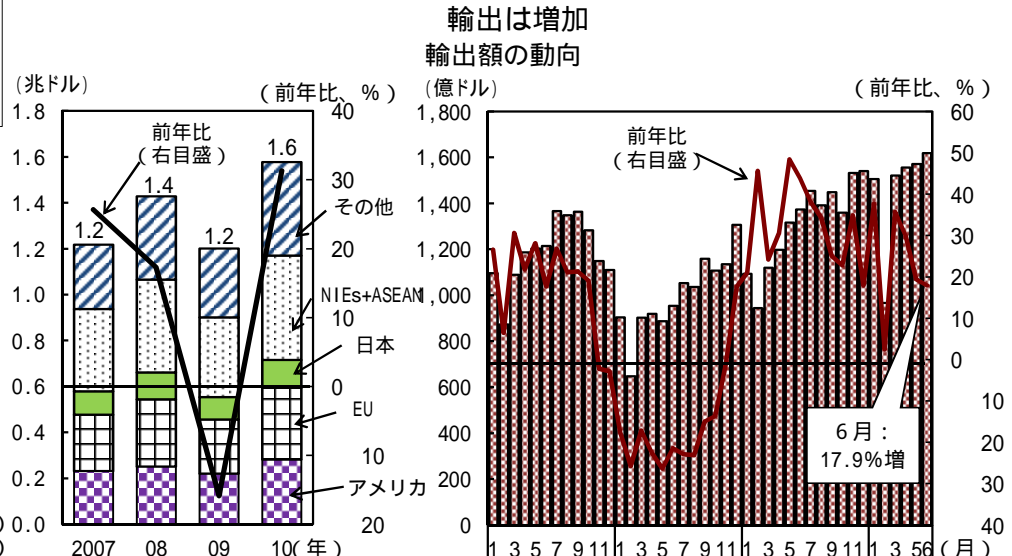 輸出は増加
輸出額の動向
(兆ドル)
(前年比、%)
1.8
1.6
1.4
1.2
1.0
0.8
0.6
0.4
0.2
0.0
40
30
20
10
0
10
20
前年比
(右目盛)
1.2
1.4
1.2
1.6
その他
NIEs+ASEAN
日本
EU
アメリカ
2007 08 09 10(年)
(億ドル)
(前年比、%)
1,800
1,600
1,400
1,200
1,000
800
600
400
200
0
60
50
40
30
20
10
0
10
20
30
40
前年比
(右目盛)
6月:
17.9%増
1 3 5 7 9 11 1 3 5 7 9 11 1 3 5 7 9 11 1 3 56(月)